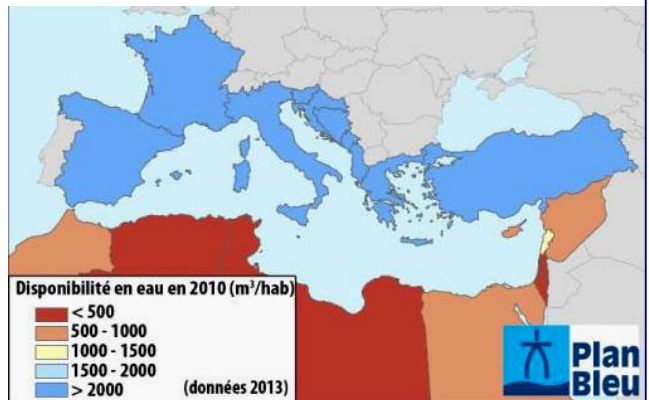 Disponibilité en eau en 2010 (m³/hab)
< 500
500 - 1000
1000 - 1500
1500 - 2000
> 2000
(données 2013)
Plan
Bleu